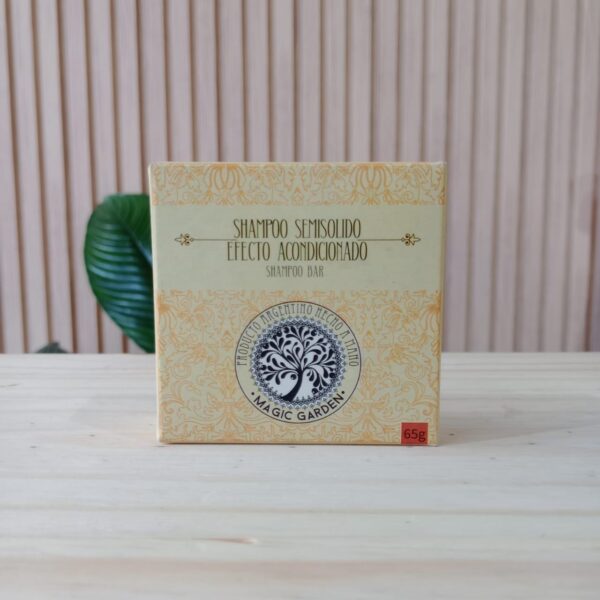 SHAMPOO SEMISOLIDO
EFECTO ACONDICIONADO
SHAMPOO BAR
PRODUCTO ARGENTINO HECHO A MANO
• MAGIC GARDEN •
65g